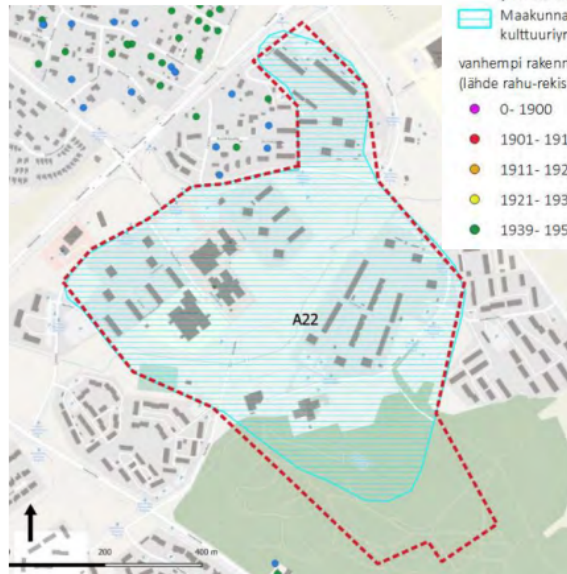 Maakunna
kulttuuriyn
vanhempi rakenn
(lähde rahu-rekis
0- 1900
1901- 191
1911- 192
1921- 193
1939- 195
A22
200
400 m